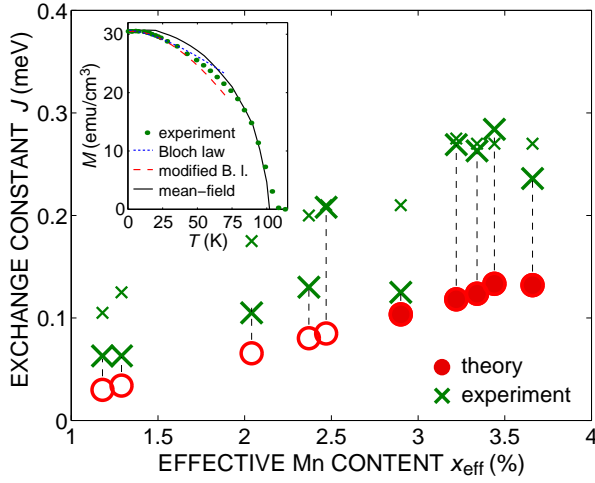 0.4
0.3
0.2
0.1
0
EXCHANGE CONSTANT J (meV)
30
20
10
0
M (emu/cm³)
experiment
Bloch law
modified B. l.
mean-field
0 25 50 75 100
T (K)
theory
experiment
1 1.5 2 2.5 3 3.5 4
EFFECTIVE Mn CONTENT xeff (%)